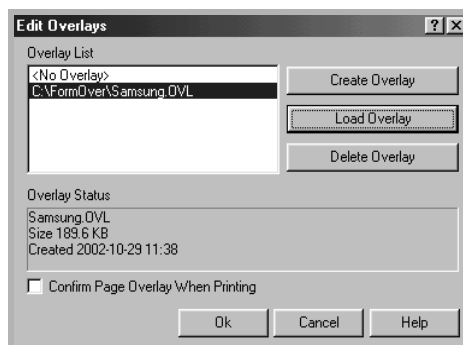 Edit Overlays
Overlay List
<No Overlay>
C:\FormOver\Samsung.OVL
Create Overlay
Load Overlay
Delete Overlay
Overlay Status
Samsung.OVL
Size 189.6 KB
Created 2002-10-29 11:38
Confirm Page Overlay When Printing
Ok
Cancel
Help